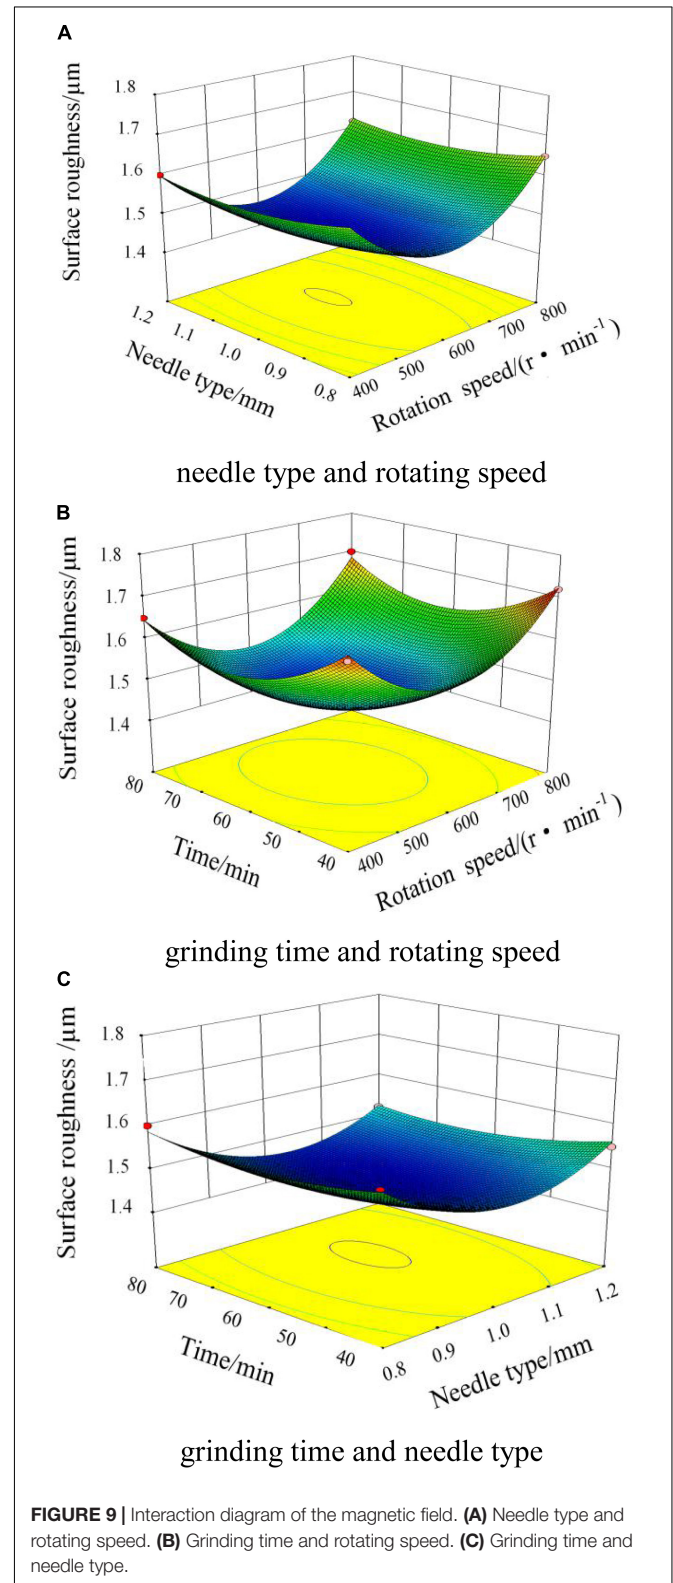 A
Surface roughness/μm
1.8
1.7
1.6
1.5
1.4
1.2
1.1
1.0
0.9
0.8
Needle type/mm
400
500
600
700
800
Rotation speed/(r• min⁻¹)
needle type and rotating speed
B
Surface roughness/μm
1.8
1.7
1.6
1.5
1.4
80
70
60
50
40
Time/min
400
500
600
700
800
Rotation speed/(r• min⁻¹)
grinding time and rotating speed
C
Surface roughness /μm
1.8
1.7
1.6
1.5
1.4
80
70
60
50
40
Time/min
0.8
0.9
1.0
1.1
1.2
Needle type/mm
grinding time and needle type
FIGURE 9 | Interaction diagram of the magnetic field. (A) Needle type and
rotating speed. (B) Grinding time and rotating speed. (C) Grinding time and
needle type.